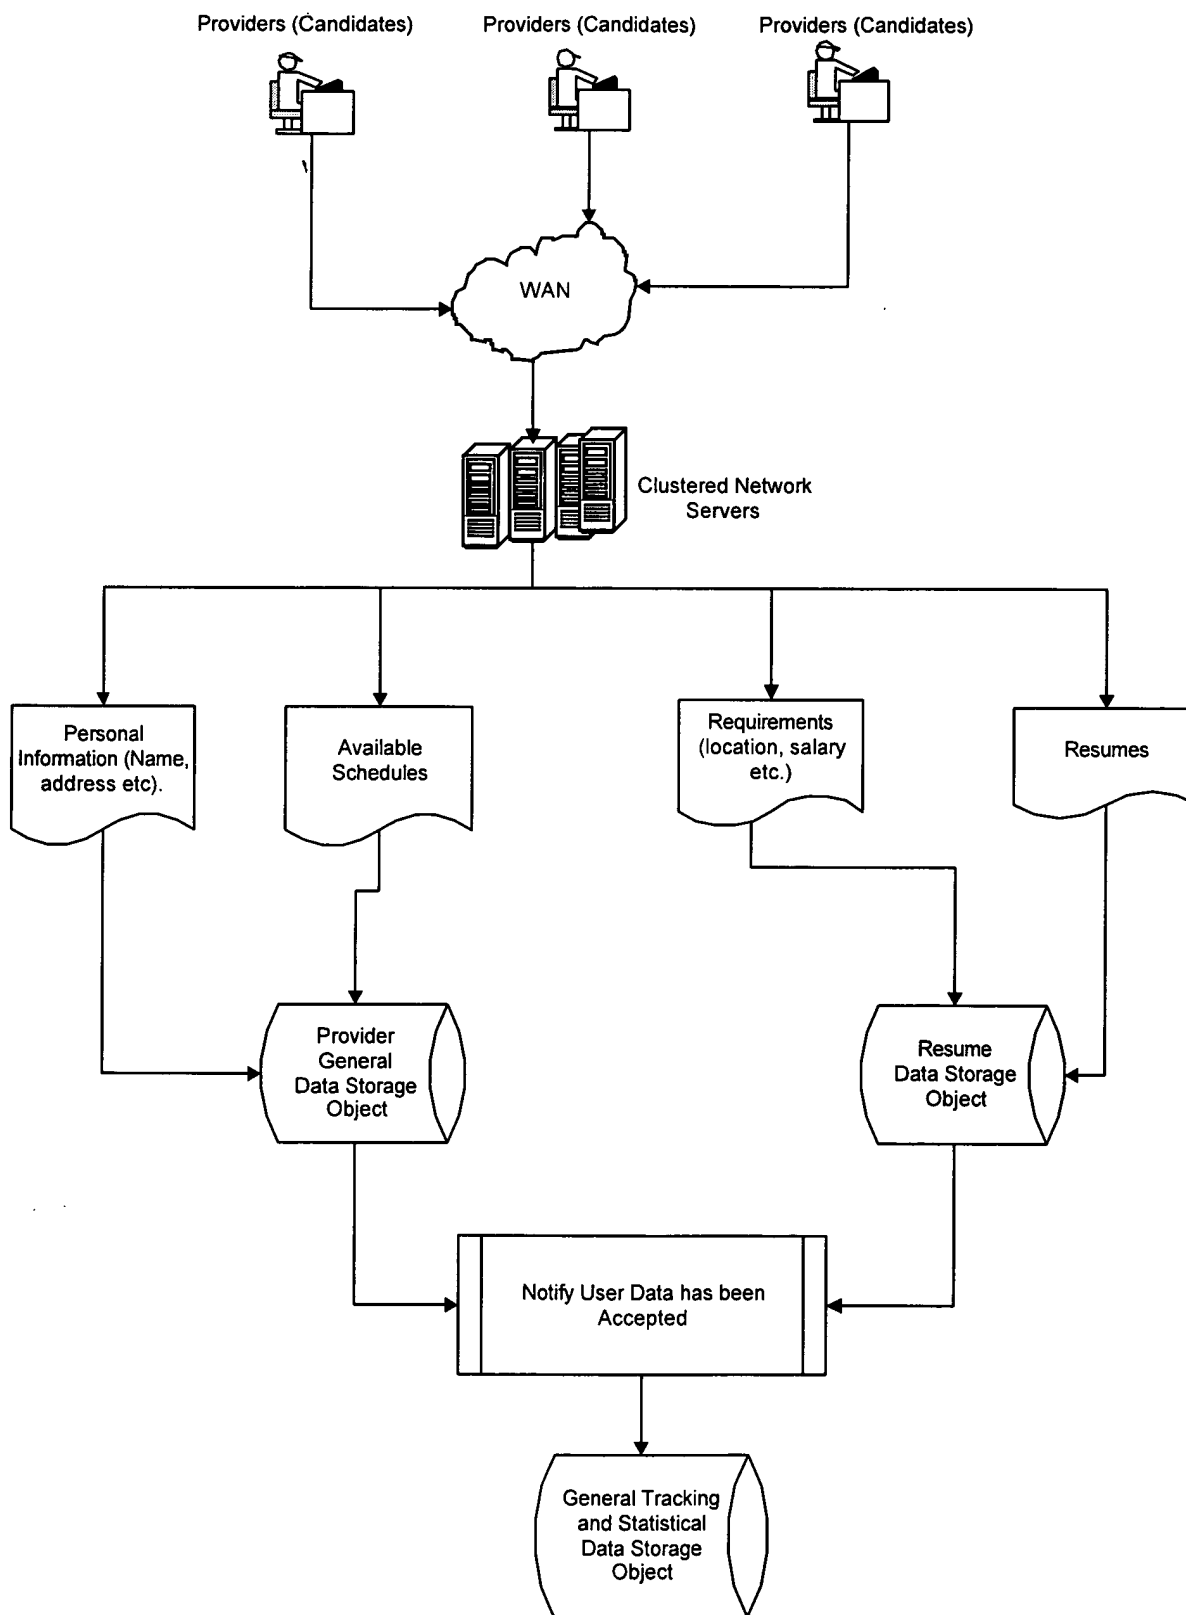 Providers (Candidates)
Providers (Candidates)
Providers (Candidates)
WAN
Clustered Network
Servers
Personal
Information (Name,
address etc).
Available
Schedules
Requirements
(location, salary
etc.)
Resumes
Provider
General
Data Storage
Object
Resume
Data Storage
Object
Notify User Data has been
Accepted
General Tracking
and Statistical
Data Storage
Object